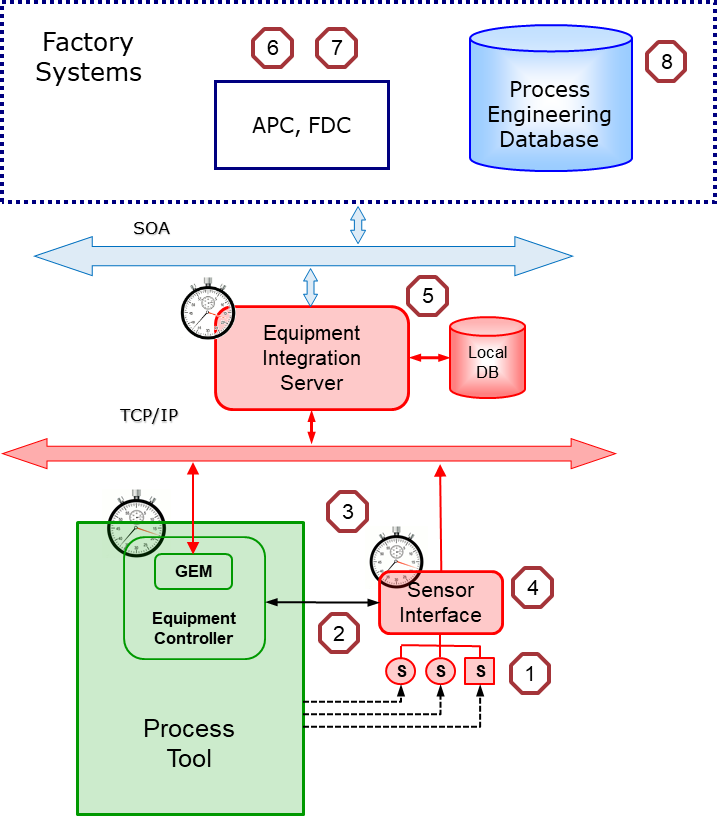 Factory
Systems
6
7
8
APC, FDC
Process
Engineering
Database
SOA
5
Equipment
Integration
Server
Local
DB
TCP/IP
3
GEM
Equipment
Controller
Sensor
Interface
4
2
S
S
S
1
Process
Tool